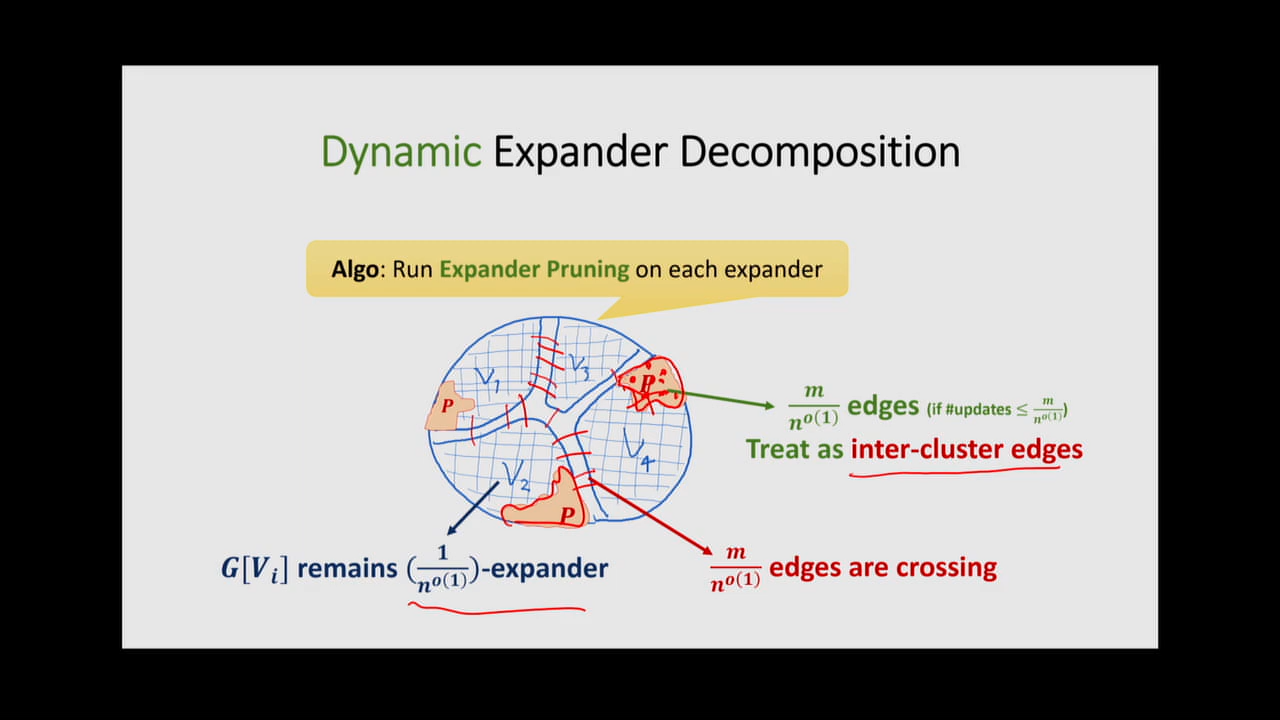 Dynamic Expander Decomposition
Algo: Run Expander Pruning on each expander
V1
V3
P
P
V4
V2
P
m/n^o(1) edges (if #updates ≤ m/n^o(1))
Treat as inter-cluster edges
G[Vi] remains (1/n^o(1))-expander
m/n^o(1) edges are crossing